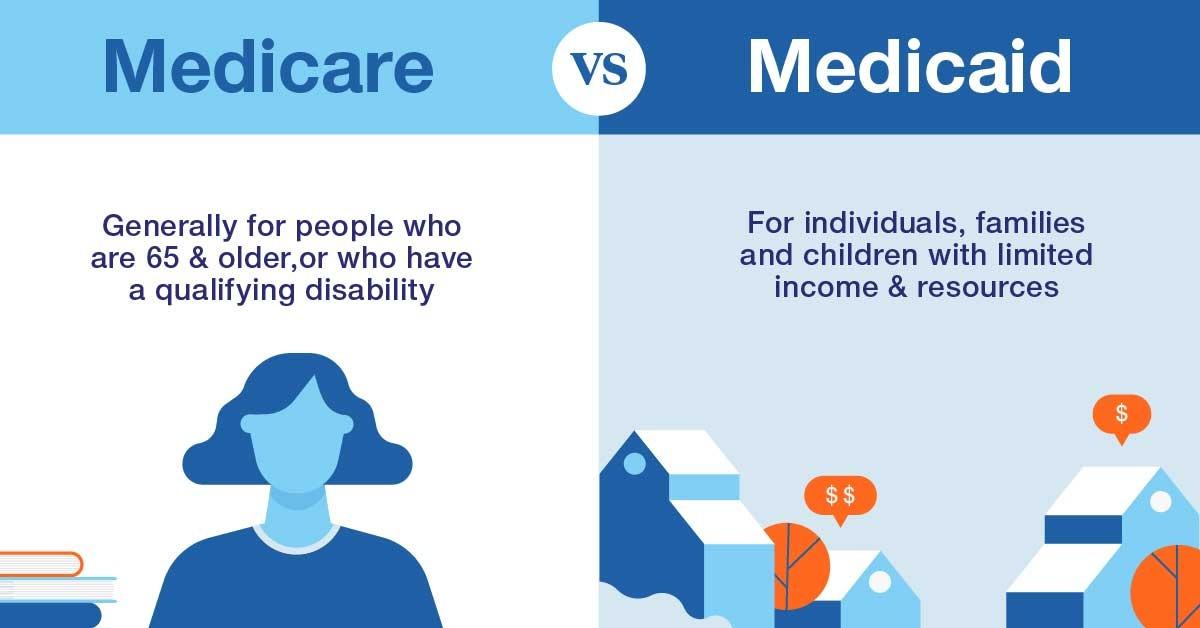 Medicare
VS
Medicaid
Generally for people who
are 65 & older,or who have
a qualifying disability
For individuals, families
and children with limited
income & resources
$
$ $